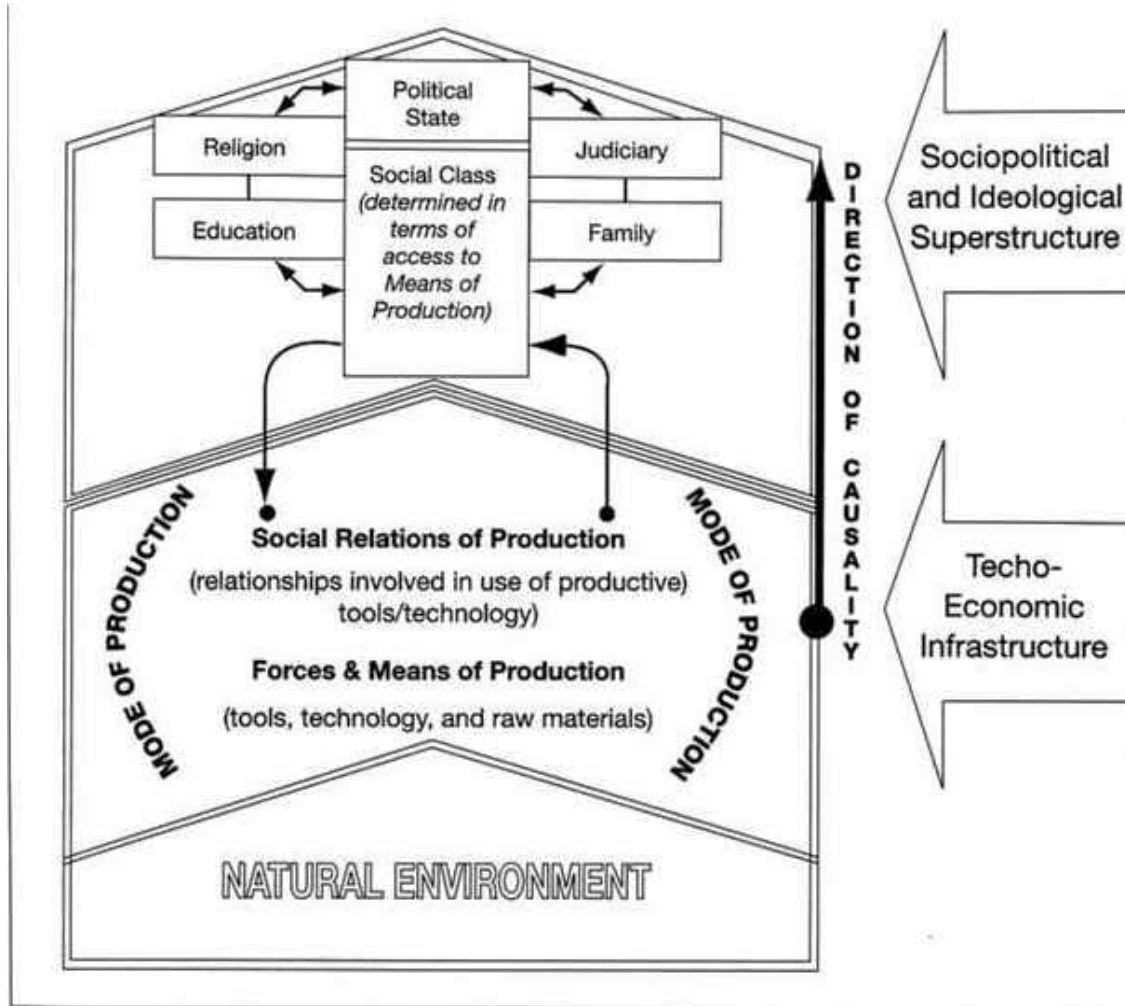 Political
State
Religion
Judiciary
Social Class
(determined in
terms of
access to
Means of
Production)
Education
Family
DIRECTION OF CAUSALITY
Sociopolitical
and Ideological
Superstructure
MODE OF PRODUCTION
MODE OF PRODUCTION
Social Relations of Production
(relationships involved in use of productive)
tools/technology)
Forces & Means of Production
(tools, technology, and raw materials)
Techo-
Economic
Infrastructure
NATURAL ENVIRONMENT